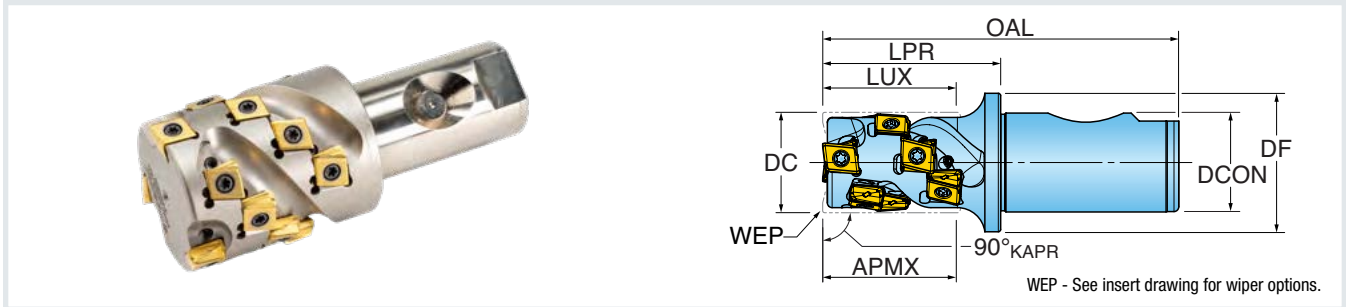 OAL
LPR
LUX
DC
DCON
DF
WEP
90°KAPR
APMX
WEP - See insert drawing for wiper options.